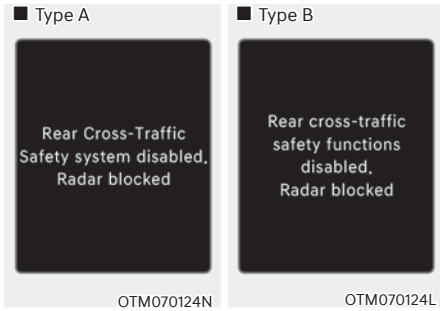 ■ Type A
Rear Cross-Traffic
Safety system disabled.
Radar blocked
OTM070124N
■ Type B
Rear cross-traffic
safety functions
disabled.
Radar blocked
OTM070124L